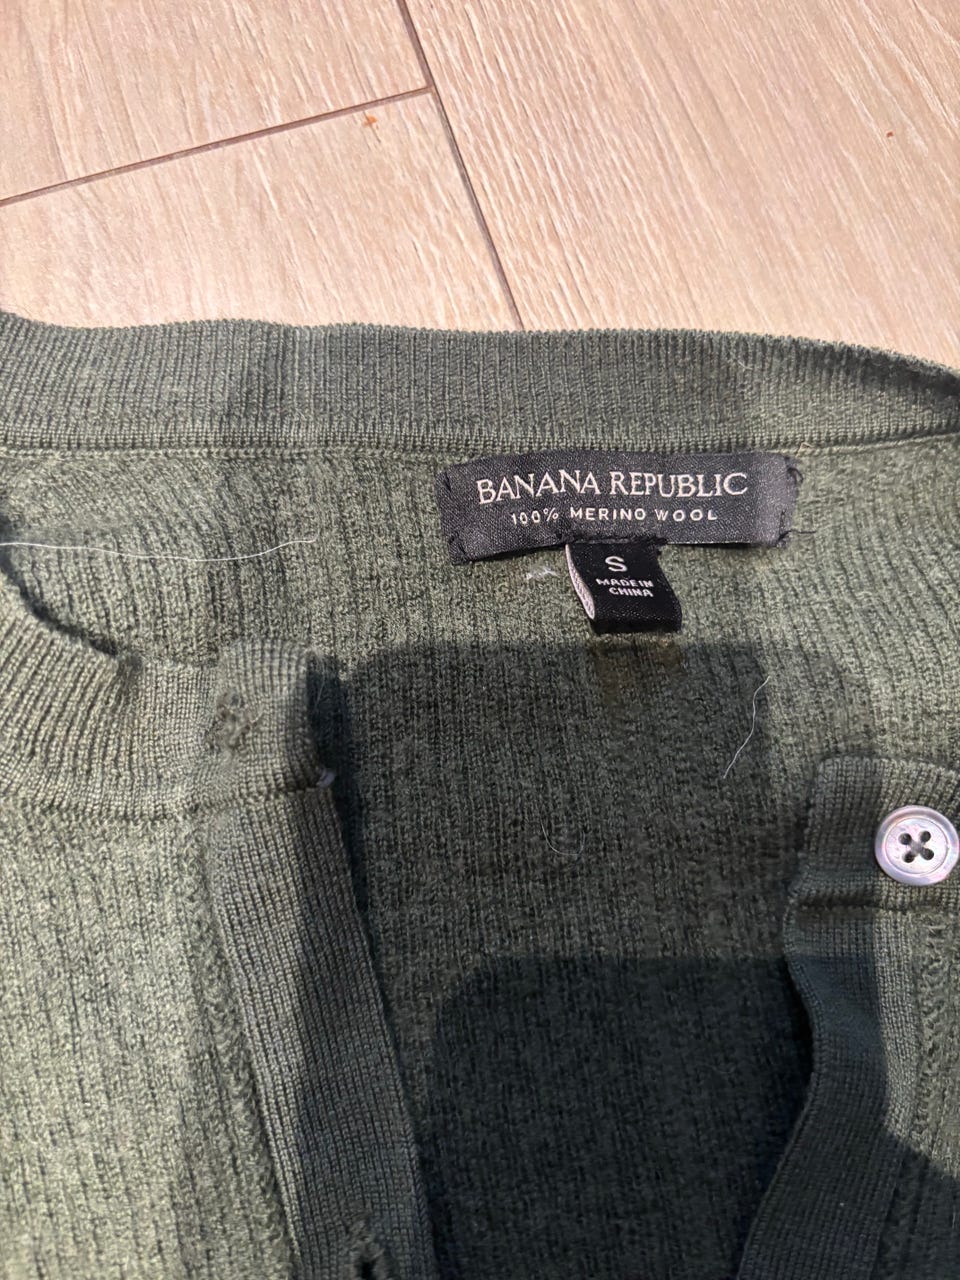 BANANA REPUBLIC
100% MERINO WOOL
S
MADE IN
CHINA